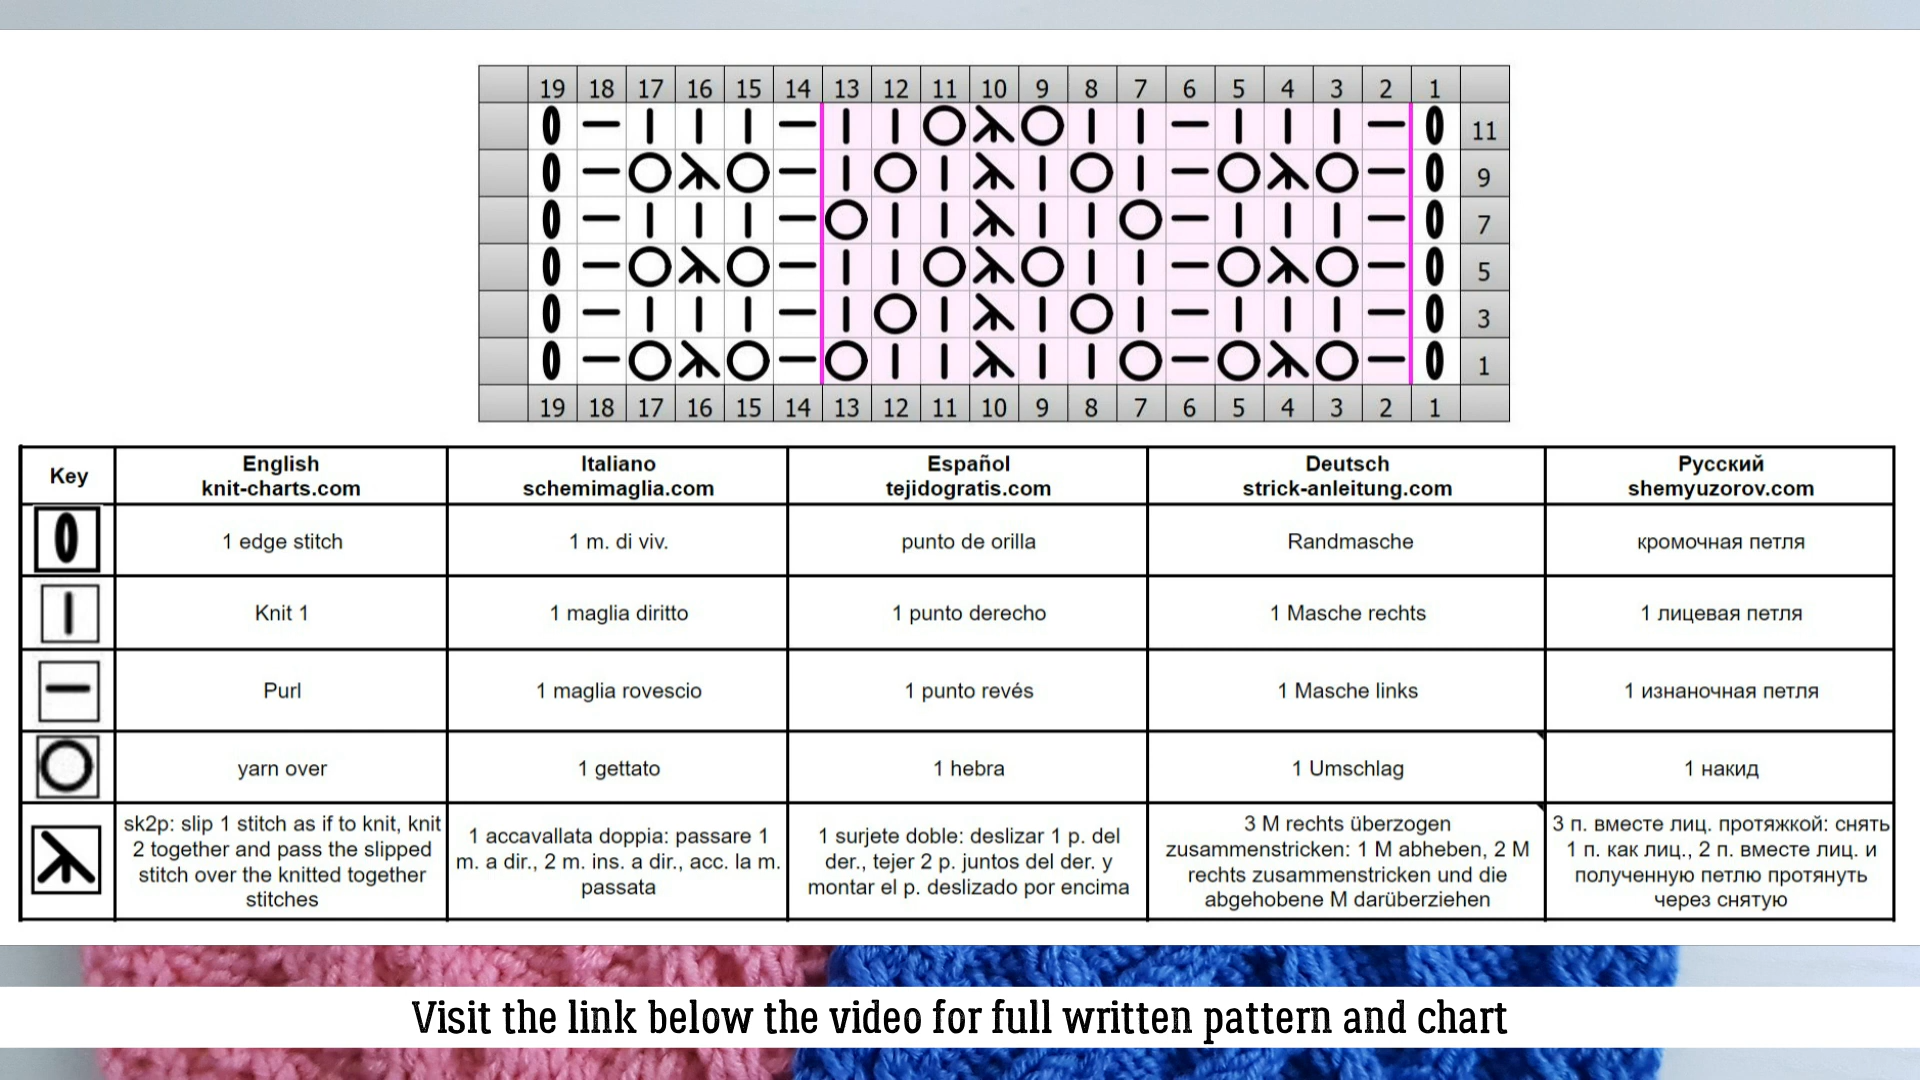 19 18 17 16 15 14 13 12 11 10 9 8 7 6 5 4 3 2 1
11
9
7
5
3
1
19 18 17 16 15 14 13 12 11 10 9 8 7 6 5 4 3 2 1
Key
English
knit-charts.com
Italiano
schemimaglia.com
Español
tejidogratis.com
Deutsch
strick-anleitung.com
Русский
shemyuzorov.com
1 edge stitch
1 m. di viv.
punto de orilla
Randmasche
кромочная петля
Knit 1
1 maglia diritto
1 punto derecho
1 Masche rechts
1 лицевая петля
Purl
1 maglia rovescio
1 punto revés
1 Masche links
1 изнаночная петля
yarn over
1 gettato
1 hebra
1 Umschlag
1 накид
sk2p: slip 1 stitch as if to knit, knit
2 together and pass the slipped
stitch over the knitted together
stitches
1 accavallata doppia: passare 1
m. a dir., 2 m. ins. a dir., acc. la m.
passata
1 surjete doble: deslizar 1 p. del
der., tejer 2 p. juntos del der. y
montar el p. deslizado por encima
3 M rechts überzogen
zusammenstricken: 1 M abheben, 2 M
rechts zusammenstricken und die
abgehobene M darüberziehen
3 п. вместе лиц. протяжкой: снять
1 п. как лиц., 2 п. вместе лиц. и
полученную петлю протянуть
через снятую
Visit the link below the video for full written pattern and chart